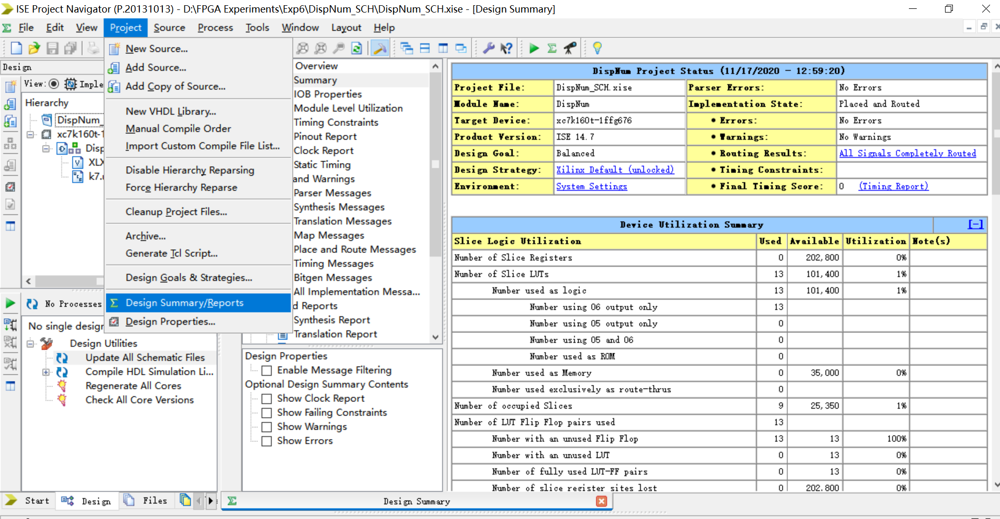 ISE Project Navigator (P.20131013) - D:\FPGA Experiments\Exp6\DispNum_SCH\DispNum_SCH.xise - [Design Summary]
File Edit View Project Source Process Tools Window Layout Help
Design
View: Imple
Hierarchy
DispNum_
xc7k160t-1
Disp
XLX
k7.u
No Processes
No single design
Design Utilities
Update All Schematic Files
Compile HDL Simulation Li...
Regenerate All Cores
Check All Core Versions
New Source...
Add Source...
Add Copy of Source...
New VHDL Library...
Manual Compile Order
Import Custom Compile File List...
Disable Hierarchy Reparsing
Force Hierarchy Reparse
Cleanup Project Files...
Archive...
Generate Tcl Script...
Design Goals & Strategies...
Design Summary/Reports
Design Properties...
Overview
Summary
IOB Properties
Module Level Utilization
Timing Constraints
Pinout Report
Clock Report
Static Timing
and Warnings
Parser Messages
Synthesis Messages
Translation Messages
Map Messages
Place and Route Messages
Timing Messages
Bitgen Messages
All Implementation Messa...
d Reports
Synthesis Report
Translation Report
Design Properties
Enable Message Filtering
Optional Design Summary Contents
Show Clock Report
Show Failing Constraints
Show Warnings
Show Errors
DispNum Project Status (11/17/2020 - 12:59:20)
Project File: DispNum_SCH.xise Parser Errors: No Errors
Module Name: DispNum Implementation State: Placed and Routed
Target Device: xc7k160t-1ffg676 • Errors: No Errors
Product Version: ISE 14.7 • Warnings: No Warnings
Design Goal: Balanced • Routing Results: All Signals Completely Routed
Design Strategy: Xilinx Default (unlocked) • Timing Constraints:
Environment: System Settings • Final Timing Score: 0 (Timing Report)
Device Utilization Summary [-]
Slice Logic Utilization Used Available Utilization Note(s)
Number of Slice Registers 0 202,800 0%
Number of Slice LUTs 13 101,400 1%
Number used as logic 13 101,400 1%
Number using O6 output only 13
Number using O5 output only 0
Number using O5 and O6 0
Number used as ROM 0
Number used as Memory 0 35,000 0%
Number used exclusively as route-thrus 0
Number of occupied Slices 9 25,350 1%
Number of LUT Flip Flop pairs used 13
Number with an unused Flip Flop 13 13 100%
Number with an unused LUT 0 13 0%
Number of fully used LUT-FF pairs 0 13 0%
Number of slice register sites lost 0 202,800 0%
Start Design Files
Design Summary